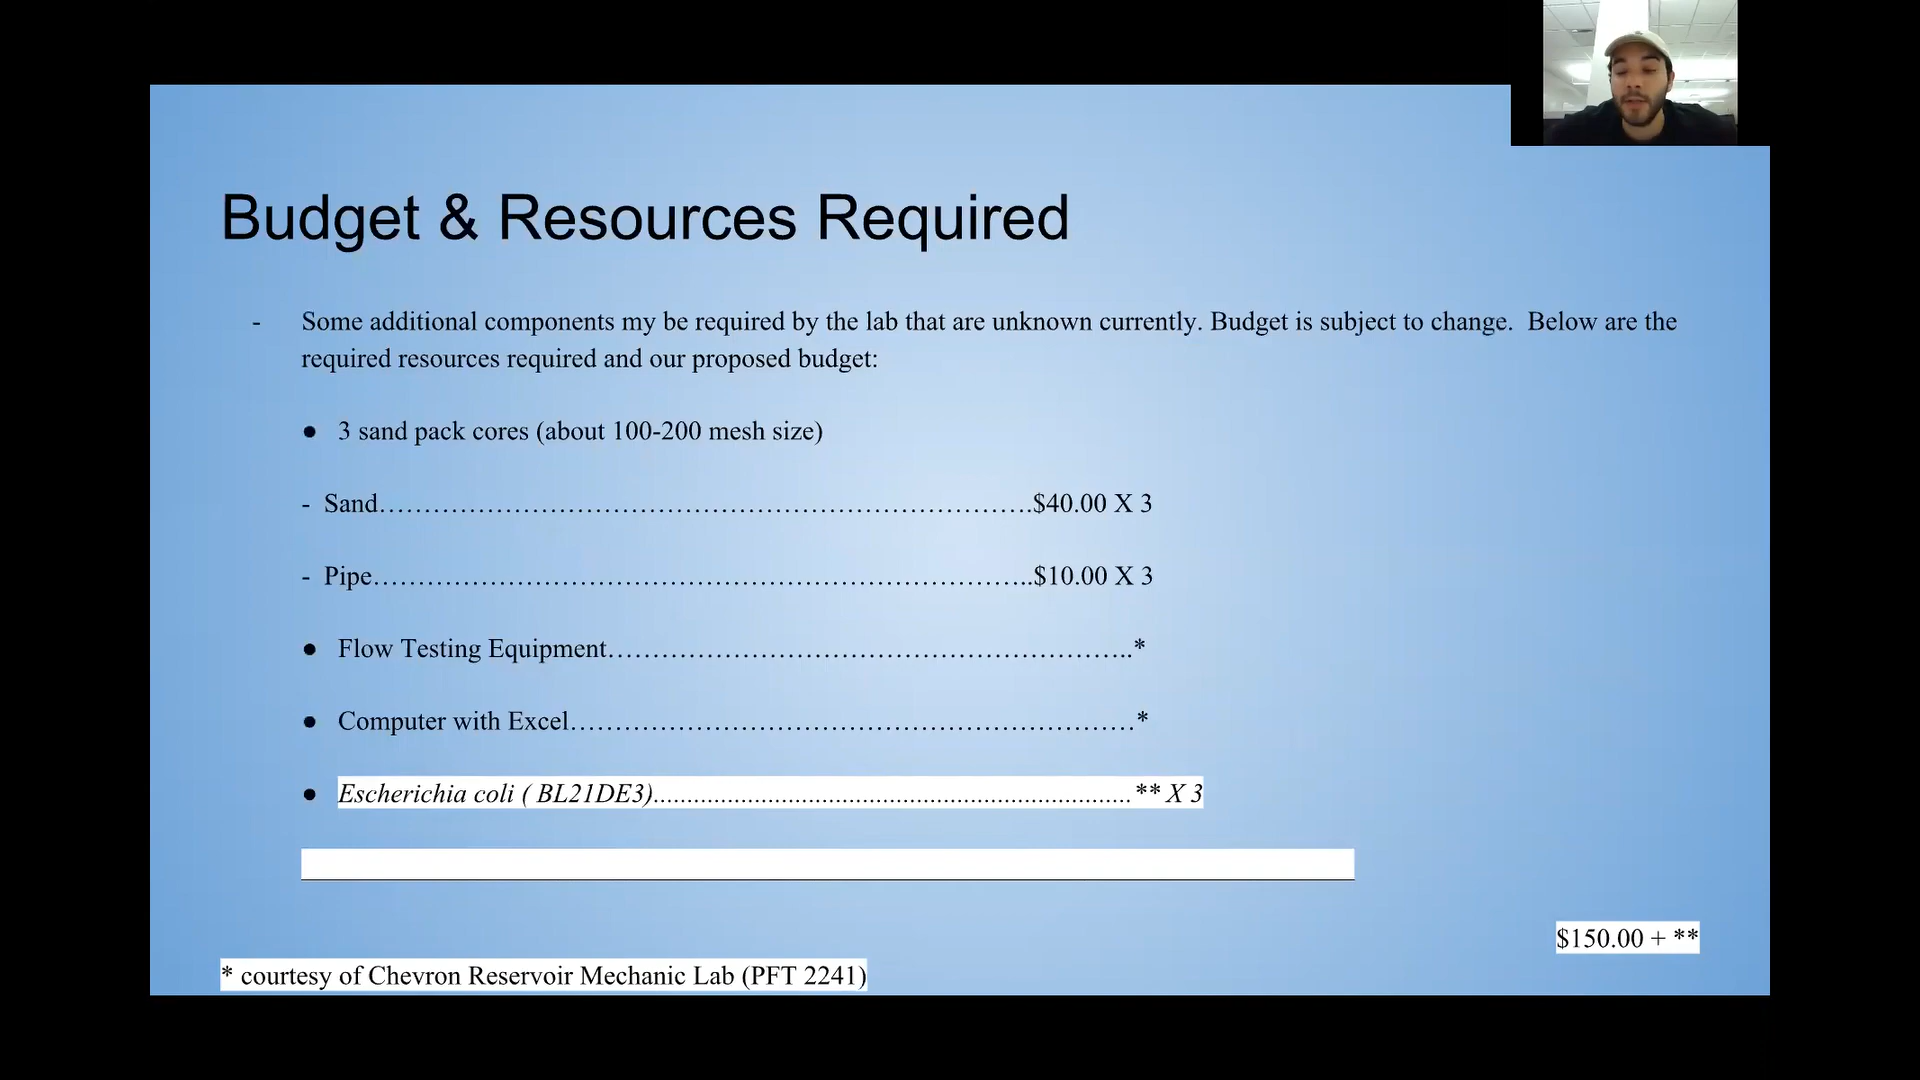 Budget & Resources Required
- Some additional components my be required by the lab that are unknown currently. Budget is subject to change.  Below are the
required resources required and our proposed budget:
● 3 sand pack cores (about 100-200 mesh size)
- Sand……………………………………………………………….$40.00 X 3
- Pipe………………………………………………………………..$10.00 X 3
● Flow Testing Equipment…………………………………………………..*
● Computer with Excel………………………………………………………*
● Escherichia coli ( BL21DE3).......................................................................** X 3
$150.00 + **
* courtesy of Chevron Reservoir Mechanic Lab (PFT 2241)